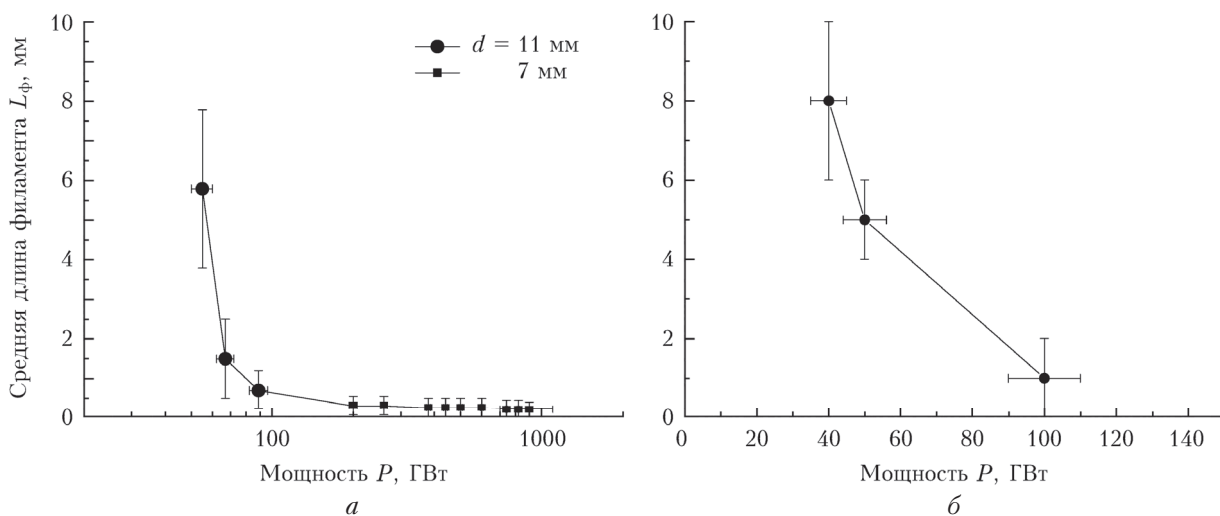 Средняя длина филамента Lф, мм
10
8
6
4
2
0
100
1000
Мощность P, ГВт
а
d = 11 мм
7 мм
10
8
6
4
2
0
0 20 40 60 80 100 120 140
Мощность P, ГВт
б